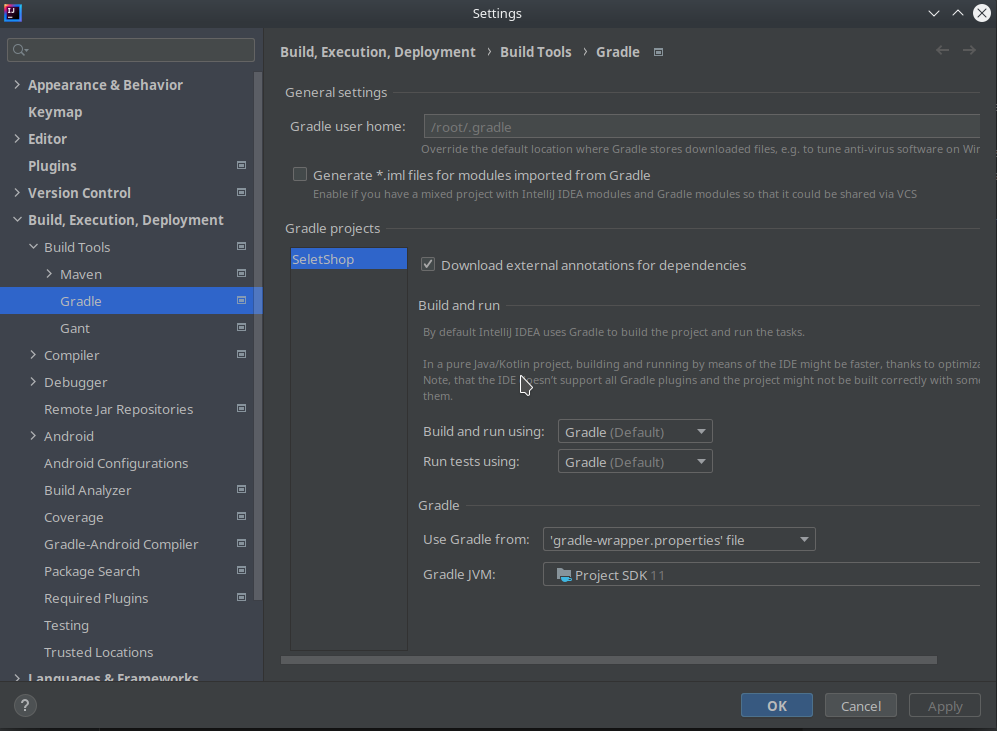 Settings
Build, Execution, Deployment › Build Tools › Gradle
Appearance & Behavior
Keymap
Editor
Plugins
Version Control
Build, Execution, Deployment
Build Tools
Maven
Gradle
Gant
Compiler
Debugger
Remote Jar Repositories
Android
Android Configurations
Build Analyzer
Coverage
Gradle-Android Compiler
Package Search
Required Plugins
Testing
Trusted Locations
Languages & Frameworks
General settings
Gradle user home:
/root/.gradle
Override the default location where Gradle stores downloaded files, e.g. to tune anti-virus software on Win
Generate *.iml files for modules imported from Gradle
Enable if you have a mixed project with IntelliJ IDEA modules and Gradle modules so that it could be shared via VCS
Gradle projects
SeletShop
Download external annotations for dependencies
Build and run
By default IntelliJ IDEA uses Gradle to build the project and run the tasks.
In a pure Java/Kotlin project, building and running by means of the IDE might be faster, thanks to optimiza
Note, that the IDE doesn't support all Gradle plugins and the project might not be built correctly with some
them.
Build and run using: Gradle (Default)
Run tests using: Gradle (Default)
Gradle
Use Gradle from: 'gradle-wrapper.properties' file
Gradle JVM: Project SDK 11
?
OK
Cancel
Apply